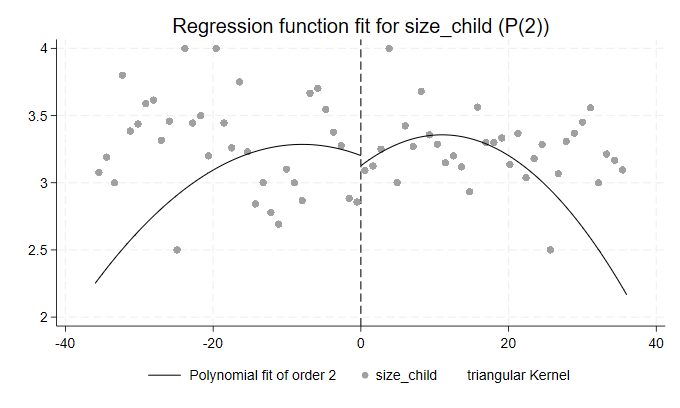 Regression function fit for size_child (P(2))
4
3.5
3
2.5
2
-40 -20 0 20 40
Polynomial fit of order 2 size_child triangular Kernel